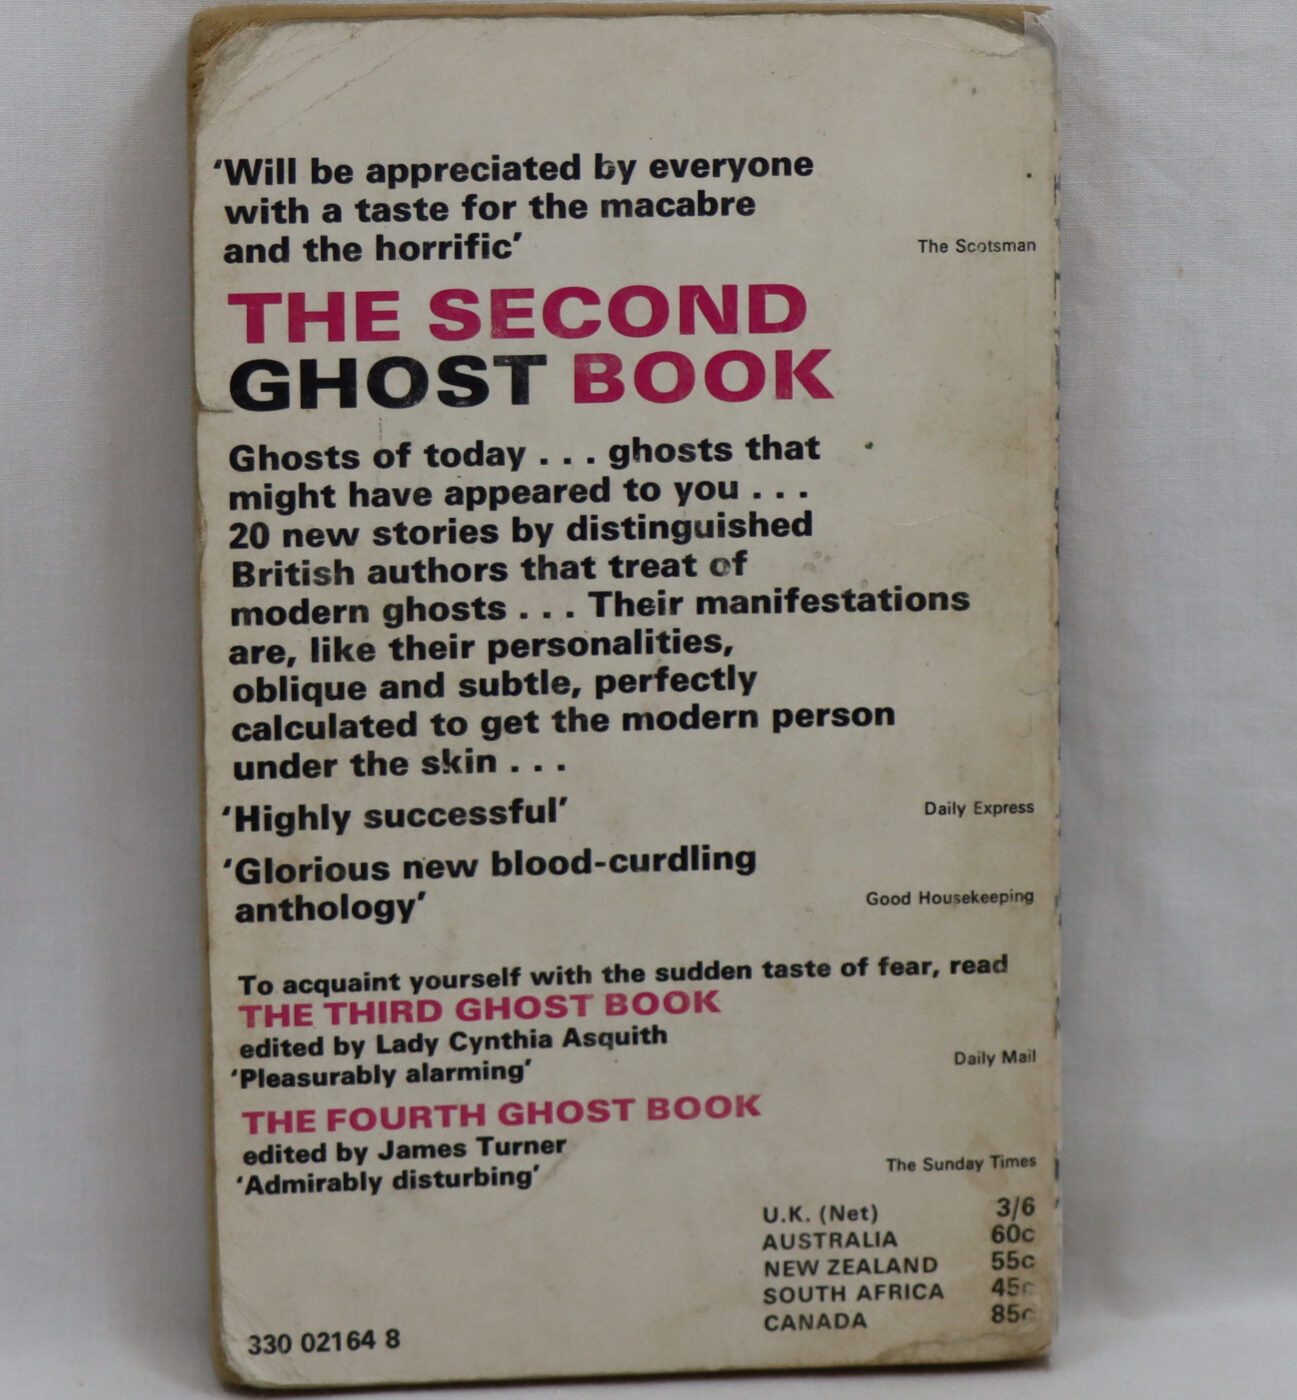 ‘Will be appreciated by everyone
with a taste for the macabre
and the horrific’
The Scotsman
THE SECOND
GHOST BOOK
Ghosts of today . . . ghosts that
might have appeared to you . . .
20 new stories by distinguished
British authors that treat of
modern ghosts . . . Their manifestations
are, like their personalities,
oblique and subtle, perfectly
calculated to get the modern person
under the skin . . .
‘Highly successful’
Daily Express
‘Glorious new blood-curdling
anthology’
Good Housekeeping
To acquaint yourself with the sudden taste of fear, read
THE THIRD GHOST BOOK
edited by Lady Cynthia Asquith
‘Pleasurably alarming’
Daily Mail
THE FOURTH GHOST BOOK
edited by James Turner
‘Admirably disturbing’
The Sunday Times
U.K. (Net) 3/6
AUSTRALIA 60c
NEW ZEALAND 55c
SOUTH AFRICA 45c
CANADA 85c
330 02164 8